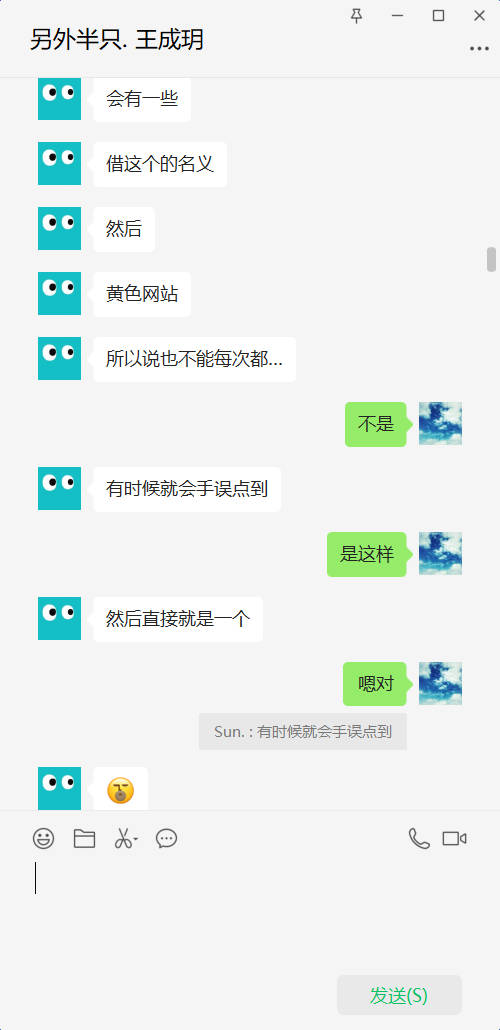 另外半只. 王成玥
会有一些
借这个的名义
然后
黄色网站
所以说也不能每次都...
不是
有时候就会手误点到
是这样
然后直接就是一个
嗯对
Sun. : 有时候就会手误点到
发送(S)